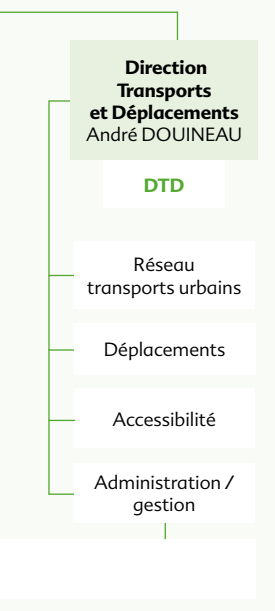 Direction
Transports
et Déplacements
André DOUINEAU
DTD
Réseau
transports urbains
Déplacements
Accessibilité
Administration /
gestion